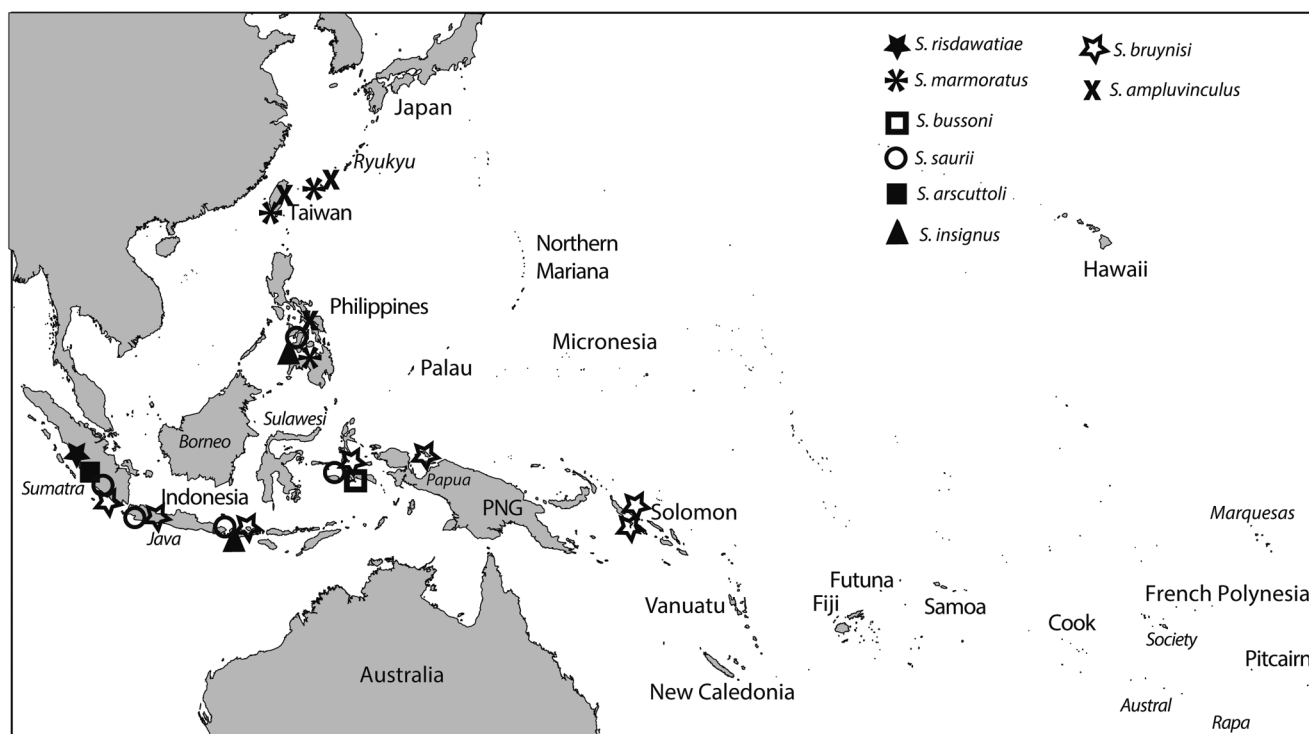 S. risdawatiae
S. bruynisi
S. marmoratus
S. ampluvinculus
Japan
S. bussoni
Ryukyu
S. saurii
S. arscuttoli
Taiwan
S. insignus
Northern
Mariana
Hawaii
Philippines
Micronesia
Palau
Sulawesi
Borneo
Papua
Sumatra
Indonesia
PNG
Solomon
Marquesas
Java
Futuna
French Polynesia
Vanuatu
Fiji
Samoa
Cook
Society
Pitcairn
Australia
New Caledonia
Austral
Rapa